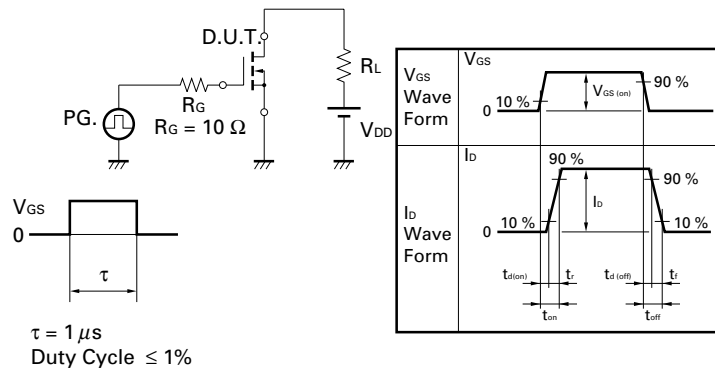 D.U.T.
RL
RG
PG.
RG = 10 Ω
VDD
VGS
0
τ
τ = 1 μs
Duty Cycle ≤ 1%
VGS
Wave
Form
VGS
10 %
0
VGS (on)
90 %
ID
Wave
Form
ID
90 %
90 %
ID
10 %
0
10 %
td(on)
tr
td (off)
tf
ton
toff